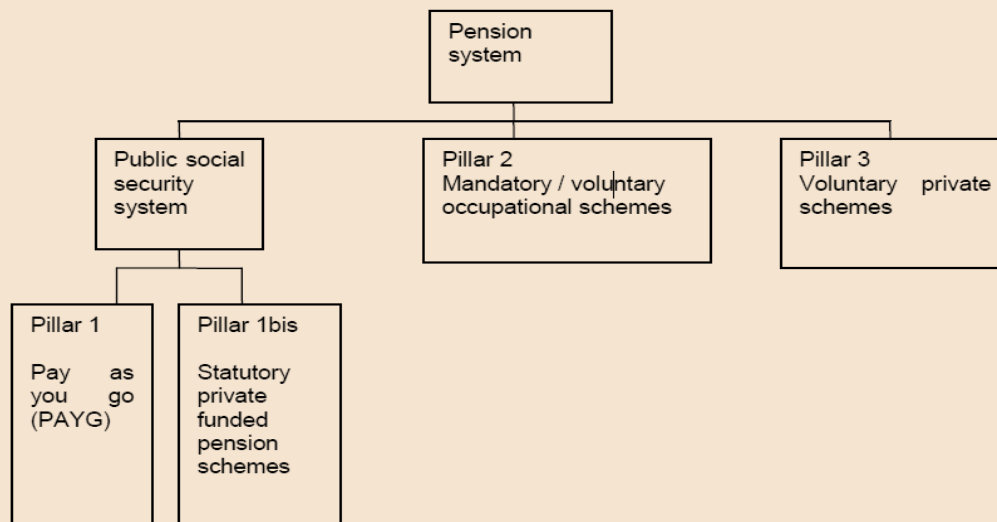 Pension
system
Public social
security
system
Pillar 2
Mandatory / voluntary
occupational schemes
Pillar 3
Voluntary private
schemes
Pillar 1
Pay as
you go
(PAYG)
Pillar 1bis
Statutory
private
funded
pension
schemes